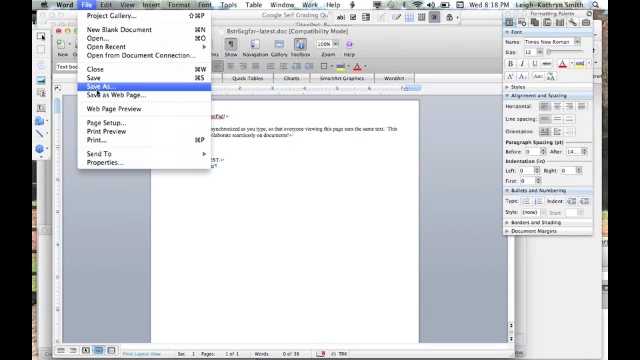 Word File Edit View Insert Format Font Tools Table Window Wed 8:18 PM Leigh-Kathryn Smith
Google Self Grading
Project Gallery... ⇧⌘P
New Blank Document ⌘N
Open... ⌘O
Open Recent
Open from Document Connection...
Close ⌘W
Save ⌘S
Save As...
Save as Web Page...
Web Page Preview
Page Setup...
Print Preview
Print... ⌘P
Send To
Properties...
[Compatibility Mode]
100%
Show Navigation Gallery Toolbox Zoom Help
Quick Tables Charts SmartArt Graphics WordArt
synchronized as you type, so that everyone viewing this page sees the same text. This
collaborate seamlessly on documents!
Formatting Palette
Font
Name: Times New Roman
Size: 12
Styles
Alignment and Spacing
Horizontal:
Line spacing:
Orientation:
Paragraph Spacing (pt)
Before: 0 After: 14...
Indentation (in)
Left: 0 Right: 0
First: 0
Bullets and Numbering
Type: Indent:
Style: (none) Start:
Borders and Shading
Document Margins
Print Layout View Sec 1 Pages: 1 of 1 Words: 0 of 36 TRK